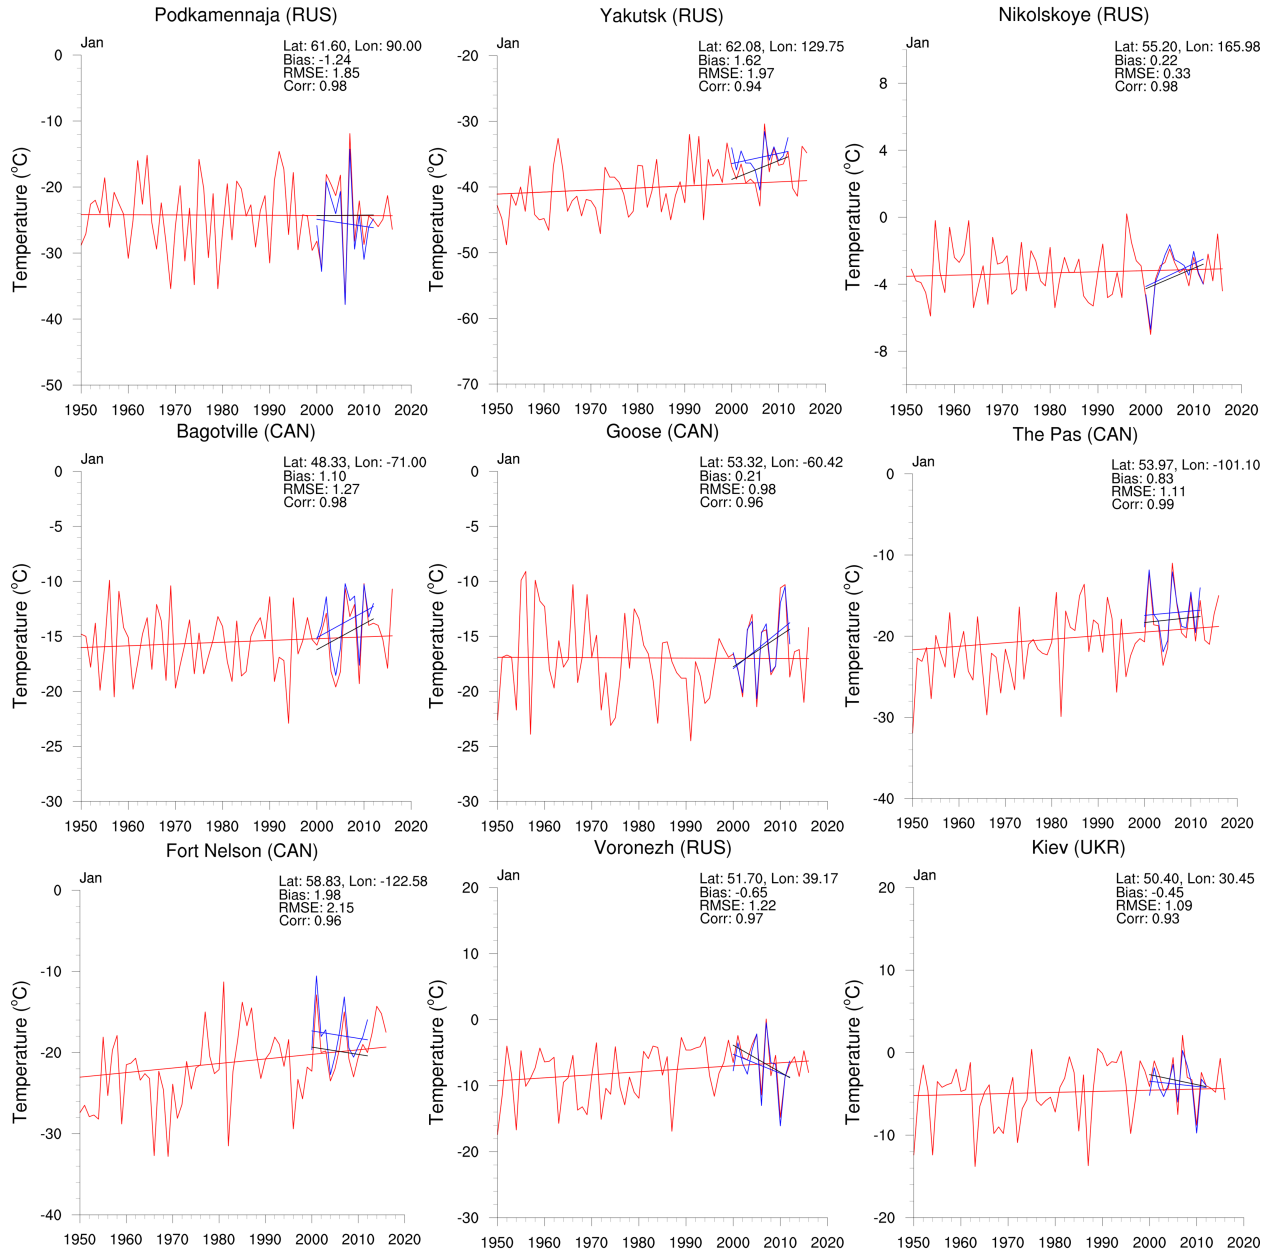 Podkamennaja (RUS)
Jan
Lat: 61.60, Lon: 90.00
Bias: -1.24
RMSE: 1.85
Corr: 0.98
Temperature (°C)
0
-10
-20
-30
-40
-50
1950 1960 1970 1980 1990 2000 2010 2020
Yakutsk (RUS)
Jan
Lat: 62.08, Lon: 129.75
Bias: 1.62
RMSE: 1.97
Corr: 0.94
Temperature (°C)
-20
-30
-40
-50
-60
-70
1950 1960 1970 1980 1990 2000 2010 2020
Nikolskoye (RUS)
Jan
Lat: 55.20, Lon: 165.98
Bias: 0.22
RMSE: 0.33
Corr: 0.98
Temperature (°C)
8
4
0
-4
-8
1950 1960 1970 1980 1990 2000 2010 2020
Bagotville (CAN)
Jan
Lat: 48.33, Lon: -71.00
Bias: 1.10
RMSE: 1.27
Corr: 0.98
Temperature (°C)
0
-5
-10
-15
-20
-25
-30
1950 1960 1970 1980 1990 2000 2010 2020
Goose (CAN)
Jan
Lat: 53.32, Lon: -60.42
Bias: 0.21
RMSE: 0.98
Corr: 0.96
Temperature (°C)
0
-5
-10
-15
-20
-25
-30
1950 1960 1970 1980 1990 2000 2010 2020
The Pas (CAN)
Jan
Lat: 53.97, Lon: -101.10
Bias: 0.83
RMSE: 1.11
Corr: 0.99
Temperature (°C)
0
-10
-20
-30
-40
1950 1960 1970 1980 1990 2000 2010 2020
Fort Nelson (CAN)
Jan
Lat: 58.83, Lon: -122.58
Bias: 1.98
RMSE: 2.15
Corr: 0.96
Temperature (°C)
0
-10
-20
-30
-40
1950 1960 1970 1980 1990 2000 2010 2020
Voronezh (RUS)
Jan
Lat: 51.70, Lon: 39.17
Bias: -0.65
RMSE: 1.22
Corr: 0.97
Temperature (°C)
20
10
0
-10
-20
-30
1950 1960 1970 1980 1990 2000 2010 2020
Kiev (UKR)
Jan
Lat: 50.40, Lon: 30.45
Bias: -0.45
RMSE: 1.09
Corr: 0.93
Temperature (°C)
20
10
0
-10
-20
1950 1960 1970 1980 1990 2000 2010 2020